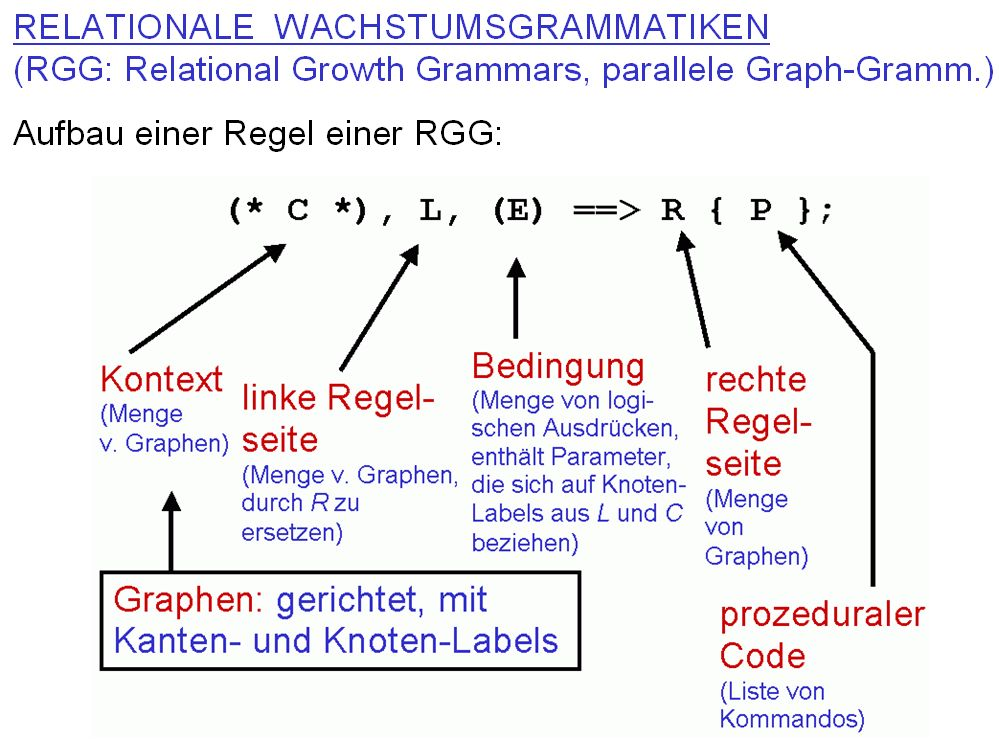 RELATIONALE WACHSTUMSGRAMMATIKEN
(RGG: Relational Growth Grammars, parallele Graph-Gramm.)
Aufbau einer Regel einer RGG:
(* C *), L, (E) ==> R { P };
Kontext
(Menge
v. Graphen)
linke Regel-
seite
(Menge v. Graphen,
durch R zu
ersetzen)
Bedingung
(Menge von logi-
schen Ausdrücken,
enthält Parameter,
die sich auf Knoten-
Labels aus L und C
beziehen)
rechte
Regel-
seite
(Menge
von
Graphen)
Graphen: gerichtet, mit
Kanten- und Knoten-Labels
prozeduraler
Code
(Liste von
Kommandos)